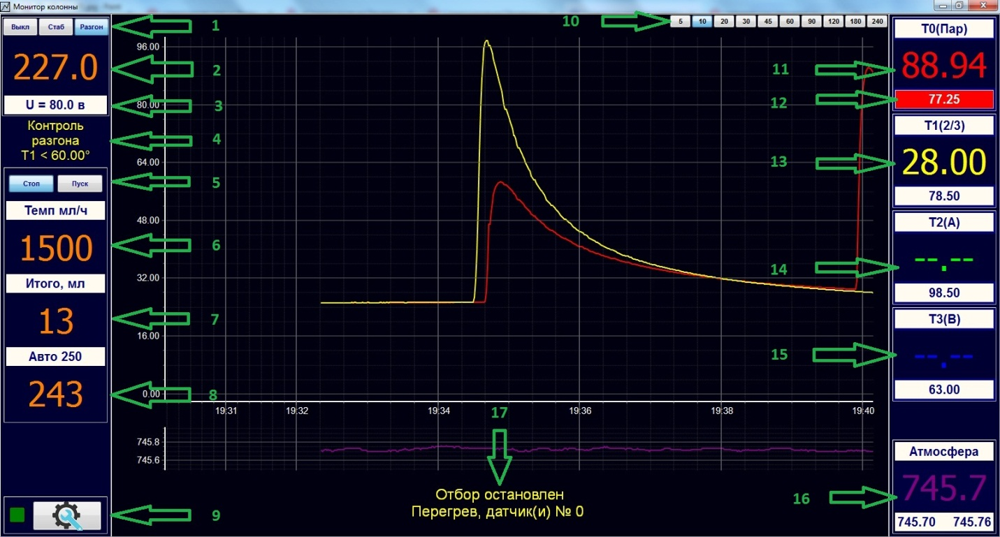 Монитор колонны
Выкл Стаб Разгон
1
227.0
2
U = 80.0 в
3
Контроль
разгона
T1 < 60.00°
4
Стоп Пуск
5
Темп мл/ч
1500
6
Итого, мл
13
7
Авто 250
243
8
9
10
5 10 20 30 45 60 90 120 180 240
96.00
80.00
64.00
48.00
32.00
16.00
0.00
19:31 19:32 19:34 19:36 19:38 19:40
745.8
745.6
17
Отбор остановлен
Перегрев, датчик(и) № 0
T0(Пар)
11
88.94
12
77.25
T1(2/3)
13
28.00
78.50
T2(A)
14
--.--
98.50
T3(B)
15
--.--
63.00
Атмосфера
16
745.7
745.70 745.76